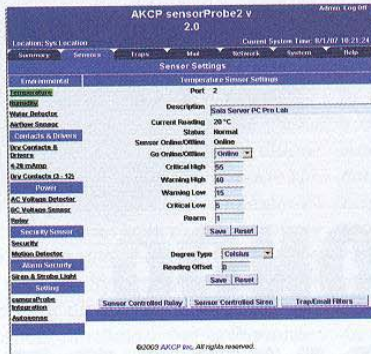 AKCP sensorProbe2 v
2.0
Admin Log Off
Location: Sys Location
Current System Time: 8/1/07 10:21:24
Summary Sensors Traps Mail Network System Help
Sensor Settings
Environmental
Temperature
Humidity
Water Detector
Airflow Sensor
Contacts & Drivers
Dry Contacts &
Drivers
4-20 mAmp
Dry Contacts (3 - 12)
Power
AC Voltage Detector
DC Voltage Sensor
Relay
Security Sensor
Security
Motion Detector
Alarm Security
Siren & Strobe Light
Setting
cameraProbe
Integration
Autosense
Temperature Sensor Settings
Port 2
Description Sala Server PC Pro Lab
Current Reading 20 °C
Status Normal
Sensor Online/Offline Online
Go Online/Offline Online
Critical High 55
Warning High 40
Warning Low 15
Critical Low 5
Rearm 1
Save Reset
Degree Type Celsius
Reading Offset 0
Save Reset
Sensor Controlled Relay Sensor Controlled Siren Trap/Email Filters
©2003 AKCP Inc. All rights reserved.